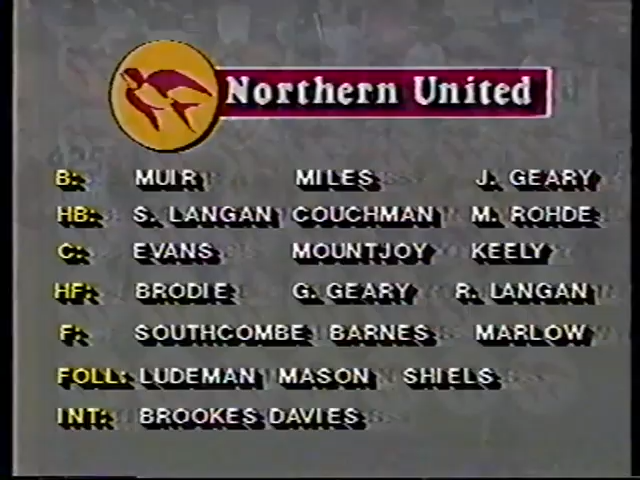 Northern United
B: MUIR MILES J. GEARY
HB: S. LANGAN COUCHMAN M. ROHDE
C: EVANS MOUNTJOY KEELY
HF: BRODIE G. GEARY R. LANGAN
F: SOUTHCOMBE BARNES MARLOW
FOLL: LUDEMAN MASON SHIELS
INT: BROOKES DAVIES